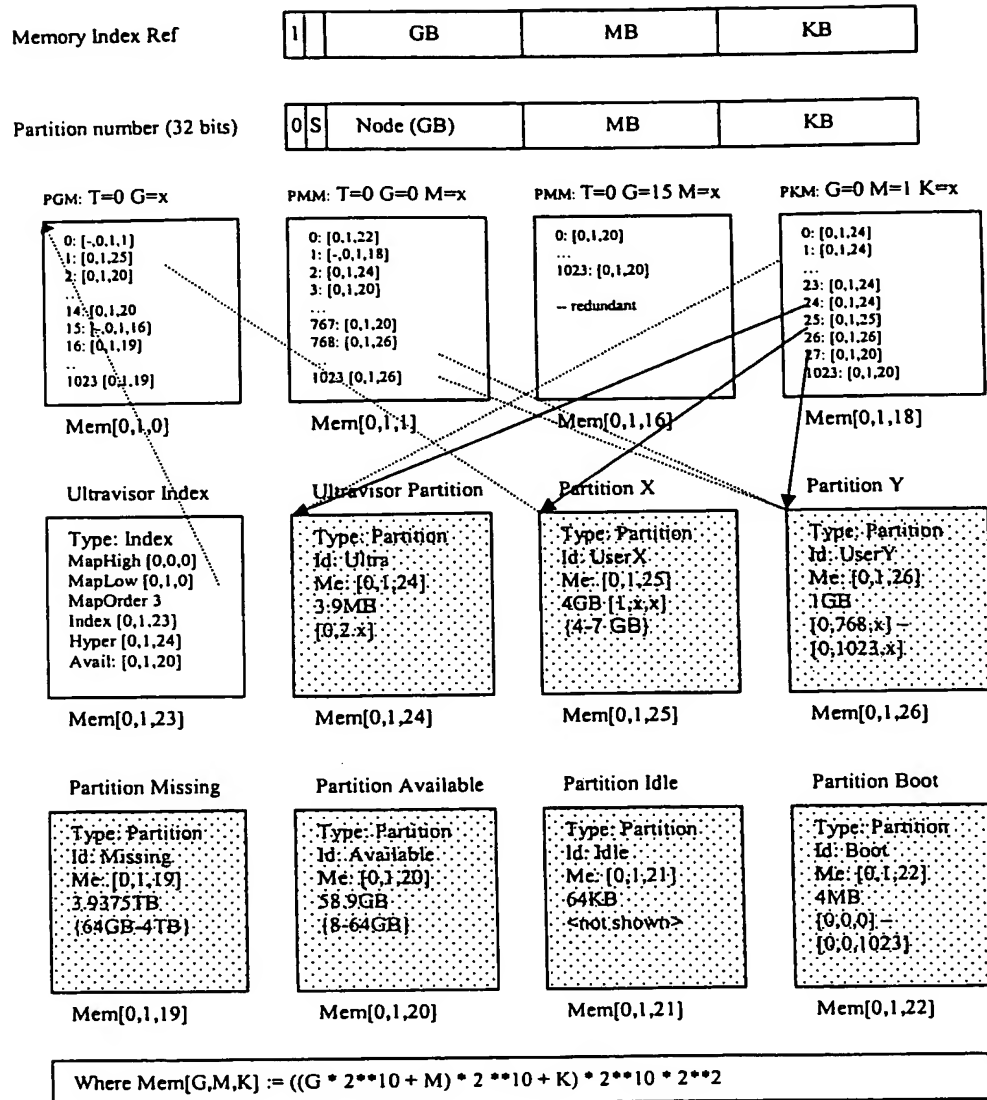 Memory Index Ref
1 GB MB KB
Partition number (32 bits)
0 S Node (GB) MB KB
PGM: T=0 G=x
0: [-,0,1,1]
1: [0,1,25]
2: [0,1,20]
...
14: [0,1,20
15: [-,0,1,16]
16: [0,1,19]
..
1023 [0,1,19]
Mem[0,1,0]
PMM: T=0 G=0 M=x
0: [0,1,22]
1: [-,0,1,18]
2: [0,1,24]
3: [0,1,20]
...
767: [0,1,20]
768: [0,1,26]
..
1023 [0,1,26]
Mem[0,1,1]
PMM: T=0 G=15 M=x
0: [0,1,20]
...
1023: [0,1,20]
-- redundant
Mem[0,1,16]
PKM: G=0 M=1 K=x
0: [0,1,24]
1: [0,1,24]
...
23: [0,1,24]
24: [0,1,24]
25: [0,1,25]
26: [0,1,26]
27: [0,1,20]
1023: [0,1,20]
Mem[0,1,18]
Ultravisor Index
Type: Index
MapHigh [0,0,0]
MapLow [0,1,0]
MapOrder 3
Index [0,1,23]
Hyper [0,1,24]
Avail: [0,1,20]
Mem[0,1,23]
Ultravisor Partition
Type: Partition
Id: Ultra
Me: [0,1,24]
3.9MB
[0,2,x]
Mem[0,1,24]
Partition X
Type: Partition
Id: UserX
Me: [0,1,25]
4GB [1,x,x]
{4-7 GB}
Mem[0,1,25]
Partition Y
Type: Partition
Id: UserY
Me: [0,1,26]
1GB
[0,768,x] –
[0,1023,x]
Mem[0,1,26]
Partition Missing
Type: Partition
Id: Missing
Me: [0,1,19]
3.9375TB
{64GB-4TB}
Mem[0,1,19]
Partition Available
Type: Partition
Id: Available
Me: [0,1,20]
58.9GB
{8-64GB}
Mem[0,1,20]
Partition Idle
Type: Partition
Id: Idle
Me: [0,1,21]
64KB
<not shown>
Mem[0,1,21]
Partition Boot
Type: Partition
Id: Boot
Me: [0,1,22]
4MB
[0,0,0] –
[0,0,1023]
Mem[0,1,22]
Where Mem[G,M,K] := ((G * 2**10 + M) * 2 **10 + K) * 2**10 * 2**2